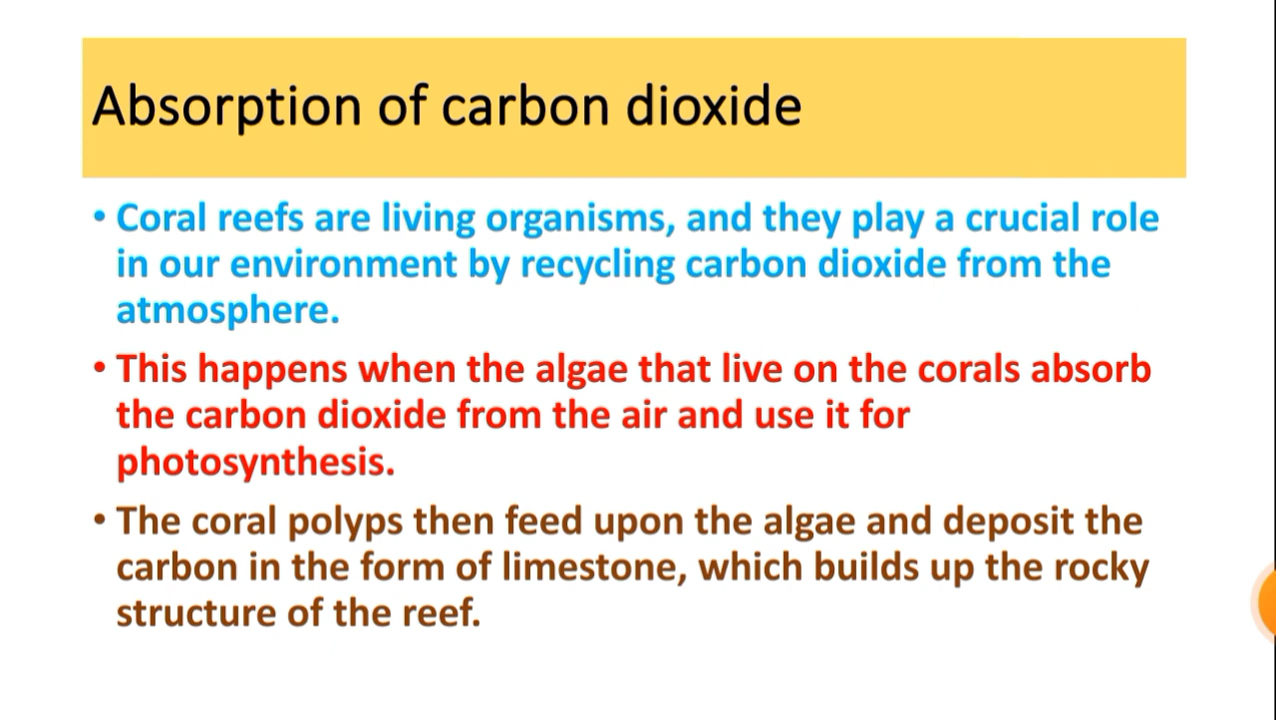 Absorption of carbon dioxide
• Coral reefs are living organisms, and they play a crucial role
in our environment by recycling carbon dioxide from the
atmosphere.
• This happens when the algae that live on the corals absorb
the carbon dioxide from the air and use it for
photosynthesis.
• The coral polyps then feed upon the algae and deposit the
carbon in the form of limestone, which builds up the rocky
structure of the reef.